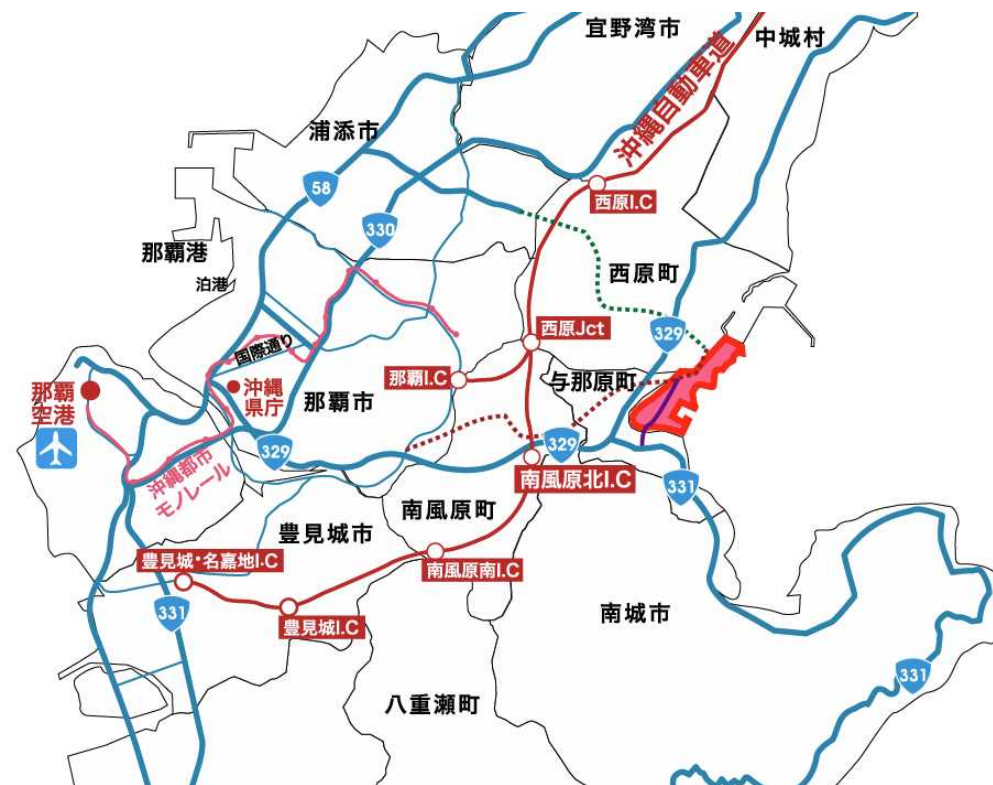 宜野湾市
中城村
沖縄自動車道
浦添市
58
西原I.C
330
那覇港
西原町
泊港
西原Jct
329
国際通り
那覇I.C
与那原町
那覇
空港
沖縄
県庁
那覇市
329
329
沖縄都市
モノレール
南風原北I.C
331
南風原町
豊見城市
豊見城・名嘉地I.C
南風原南I.C
331
豊見城I.C
南城市
331
八重瀬町